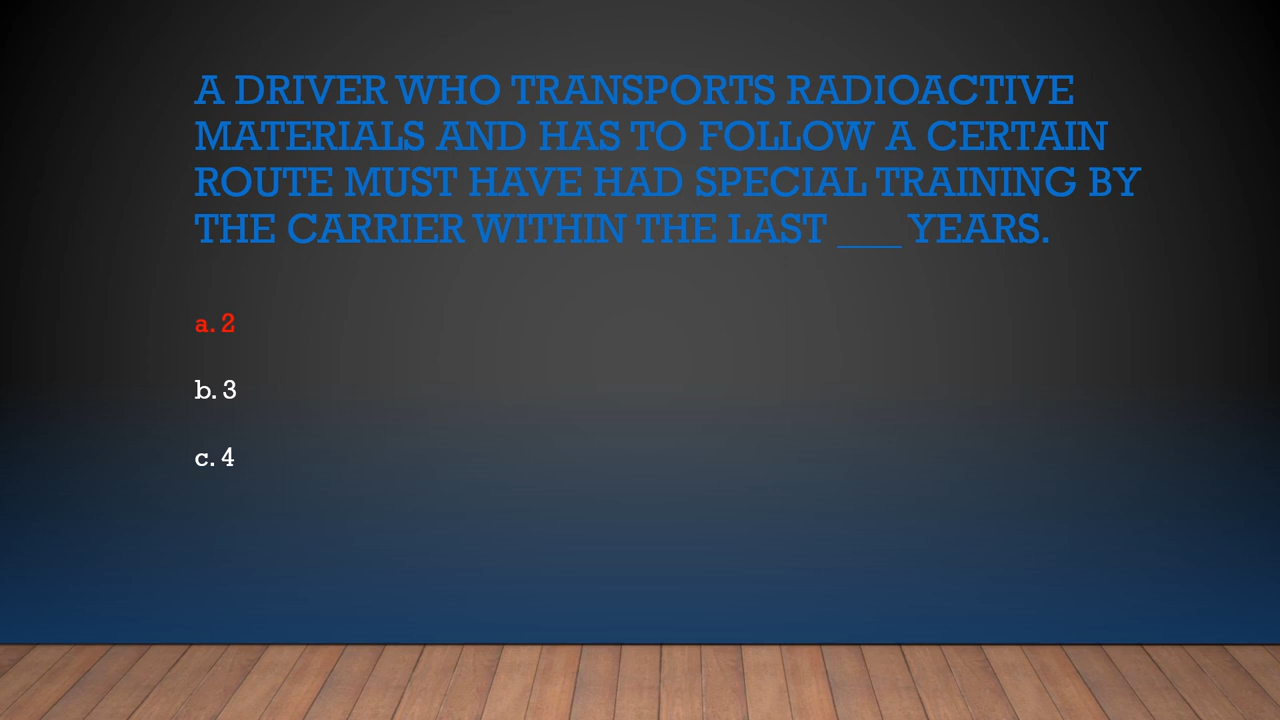 A DRIVER WHO TRANSPORTS RADIOACTIVE
MATERIALS AND HAS TO FOLLOW A CERTAIN
ROUTE MUST HAVE HAD SPECIAL TRAINING BY
THE CARRIER WITHIN THE LAST ___ YEARS.
a. 2
b. 3
c. 4